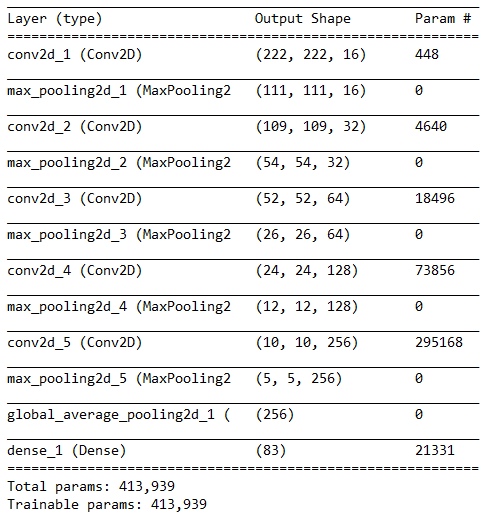 Layer (type) Output Shape Param #
conv2d_1 (Conv2D) (222, 222, 16) 448
max_pooling2d_1 (MaxPooling2 (111, 111, 16) 0
conv2d_2 (Conv2D) (109, 109, 32) 4640
max_pooling2d_2 (MaxPooling2 (54, 54, 32) 0
conv2d_3 (Conv2D) (52, 52, 64) 18496
max_pooling2d_3 (MaxPooling2 (26, 26, 64) 0
conv2d_4 (Conv2D) (24, 24, 128) 73856
max_pooling2d_4 (MaxPooling2 (12, 12, 128) 0
conv2d_5 (Conv2D) (10, 10, 256) 295168
max_pooling2d_5 (MaxPooling2 (5, 5, 256) 0
global_average_pooling2d_1 ( (256) 0
dense_1 (Dense) (83) 21331
Total params: 413,939
Trainable params: 413,939